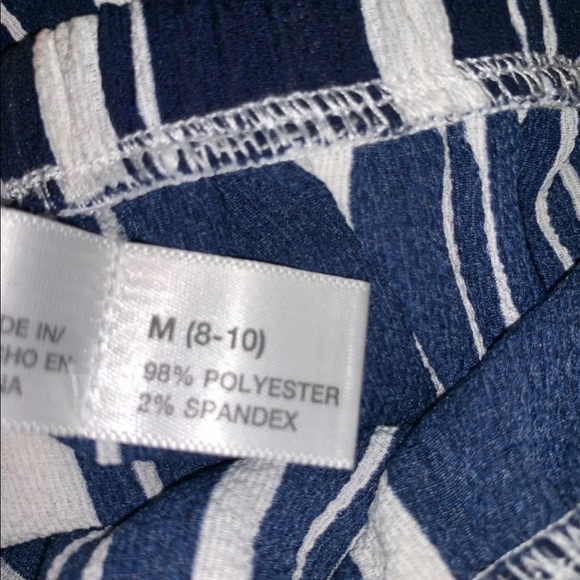 DE IN/
CHO EN
NA
M (8-10)
98% POLYESTER
2% SPANDEX